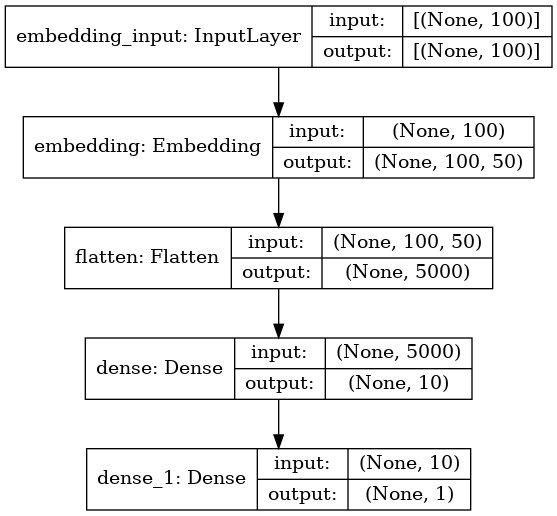 embedding_input: InputLayer
input:
[(None, 100)]
output:
[(None, 100)]
embedding: Embedding
input:
(None, 100)
output:
(None, 100, 50)
flatten: Flatten
input:
(None, 100, 50)
output:
(None, 5000)
dense: Dense
input:
(None, 5000)
output:
(None, 10)
dense_1: Dense
input:
(None, 10)
output:
(None, 1)